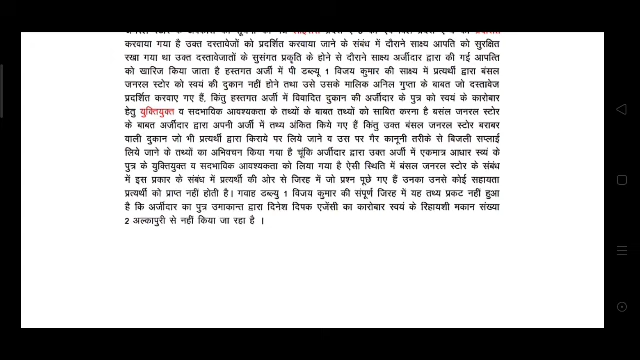 करवाया गया है उक्त दस्तावेजों को प्रदर्शित करवाया जाने के संबंध में दौराने साक्ष्य आपति को सुरक्षित
रखा गया था उक्त दस्तावेजातों के सुसंगत प्रकृति के होने से दौराने साक्ष्य अर्जीदार द्वारा की गई आपत्ति
को खारिज किया जाता है हस्तगत अर्जी में पी डब्ल्यू 1 विजय कुमार की साक्ष्य में प्रत्यर्थी द्वारा बंसल
जनरल स्टोर को स्वयं की दुकान नहीं होने तथा उसे उसके मालिक अनिल गुप्ता के बाबत जो दस्तावेज
प्रदर्शित करवाए गए हैं, किंतु हस्तगत अर्जी में विवादित दुकान की अर्जीदार के पुत्र को स्वयं के कारोबार
हेतु युक्तियुक्त व सदभाविक आवश्यकता के तथ्यों के बाबत तथ्यों को साबित करना है बसंल जनरल स्टोर
के बाबत अर्जीदार द्वारा अपनी अर्जी में तथ्य अंकित किये गए हैं किंतु उक्त बंसल जनरल स्टोर बराबर
वाली दुकान जो भी प्रत्यर्थी द्वारा किराये पर लिये जाने व उस पर गैर कानूनी तरीके से बिजली सप्लाई
लिये जाने के तथ्यों का अभिवचन किया गया है चूंकि अर्जीदार द्वारा उक्त अर्जी में एकमात्र आधार स्वयं के
पुत्र के युक्तियुक्त व सदभाविक आवश्यकता को लिया गया है ऐसी स्थिति में बंसल जनरल स्टोर के संबंध
में इस प्रकार के संबंध में प्रत्यर्थी की ओर से जिरह में जो प्रश्न पूछे गए हैं उनका उनसे कोई सहायता
प्रत्यर्थी को प्राप्त नहीं होती है। गवाह डब्ल्यु 1 विजय कुमार की संपूर्ण जिरह में यह तथ्य प्रकट नहीं हुआ
है कि अर्जीदार का पुत्र उमाकान्त द्वारा दिनेश दिपक एजेंसी का कारोबार स्वयं के रिहायशी मकान संख्या
2 अल्कापुरी से नहीं किया जा रहा है ।